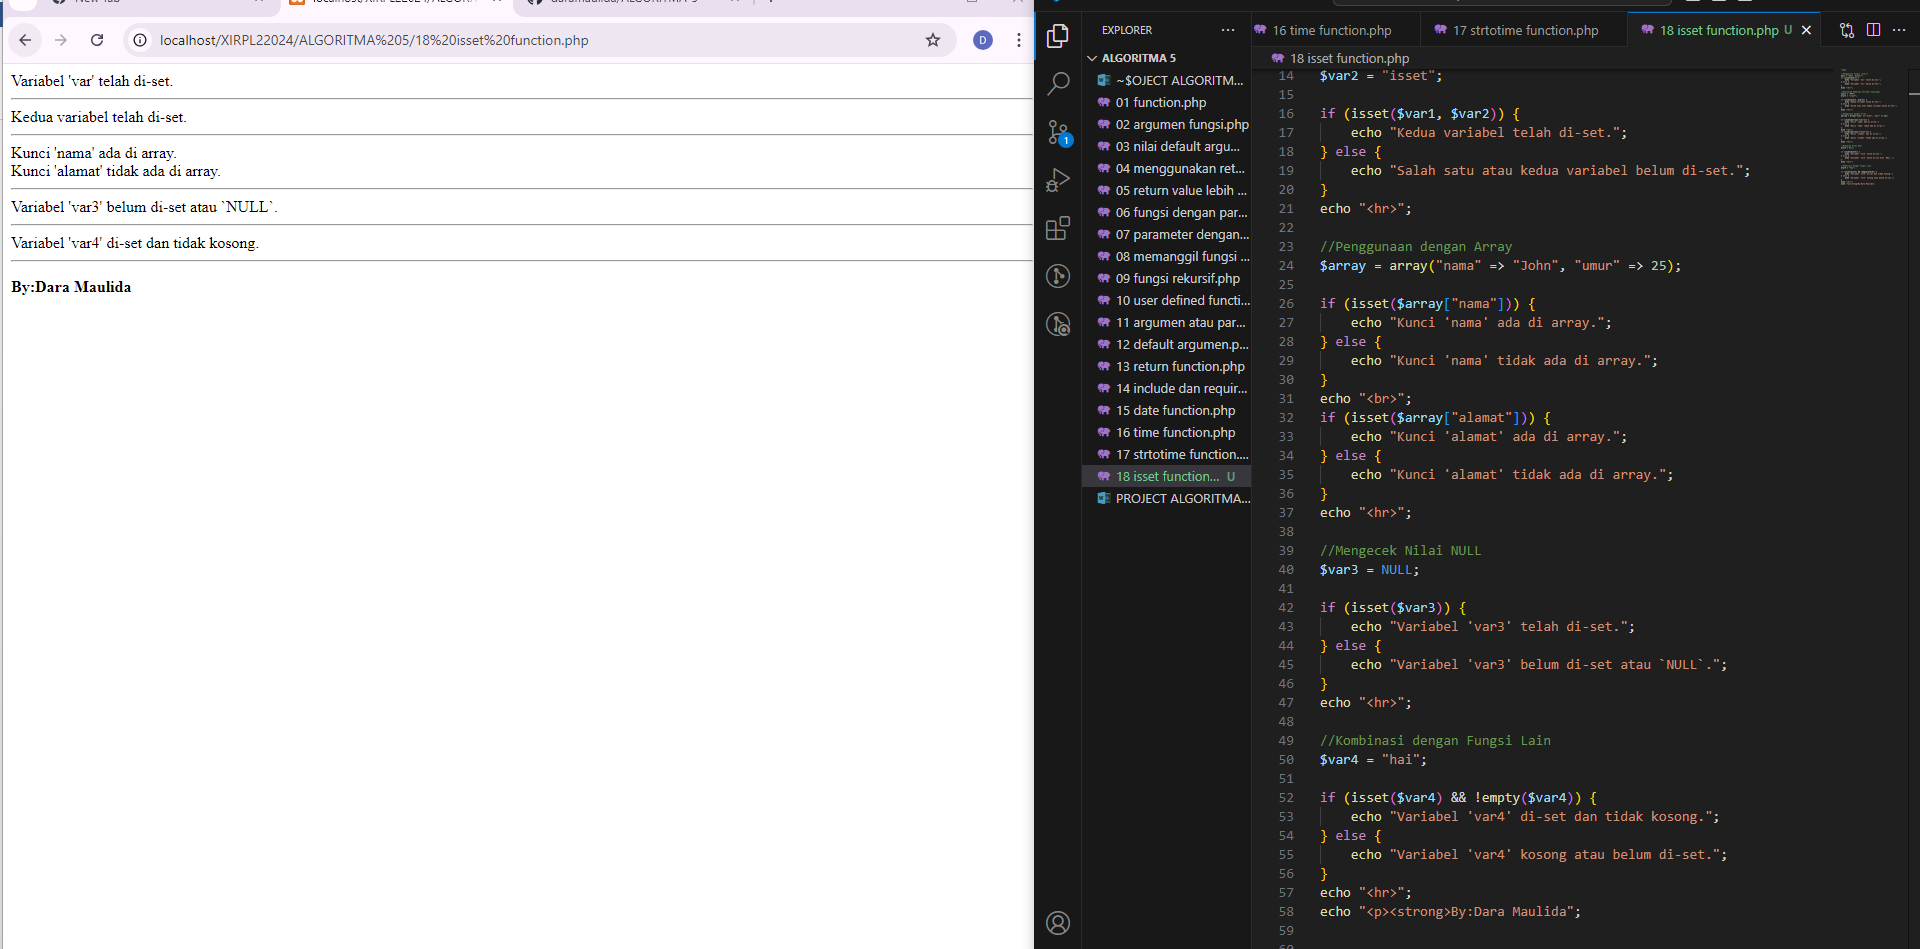 New Tab
localhost/XIRPL22024/ALGORITMA%205/18%20isset%20function.php
D
Variabel 'var' telah di-set.
Kedua variabel telah di-set.
Kunci 'nama' ada di array.
Kunci 'alamat' tidak ada di array.
Variabel 'var3' belum di-set atau `NULL`.
Variabel 'var4' di-set dan tidak kosong.
By:Dara Maulida
1
EXPLORER
ALGORITMA 5
~$OJECT ALGORITM...
01 function.php
02 argumen fungsi.php
03 nilai default argu...
04 menggunakan ret...
05 return value lebih ...
06 fungsi dengan par...
07 parameter dengan...
08 memanggil fungsi ...
09 fungsi rekursif.php
10 user defined functi...
11 argumen atau par...
12 default argumen.p...
13 return function.php
14 include dan requir...
15 date function.php
16 time function.php
17 strtotime function....
18 isset function... U
PROJECT ALGORITMA...
16 time function.php
17 strtotime function.php
18 isset function.php U
18 isset function.php
14 $var2 = "isset";
15
16 if (isset($var1, $var2)) {
17 echo "Kedua variabel telah di-set.";
18 } else {
19 echo "Salah satu atau kedua variabel belum di-set.";
20 }
21 echo "<hr>";
22
23 //Penggunaan dengan Array
24 $array = array("nama" => "John", "umur" => 25);
25
26 if (isset($array["nama"])) {
27 echo "Kunci 'nama' ada di array.";
28 } else {
29 echo "Kunci 'nama' tidak ada di array.";
30 }
31 echo "<br>";
32 if (isset($array["alamat"])) {
33 echo "Kunci 'alamat' ada di array.";
34 } else {
35 echo "Kunci 'alamat' tidak ada di array.";
36 }
37 echo "<hr>";
38
39 //Mengecek Nilai NULL
40 $var3 = NULL;
41
42 if (isset($var3)) {
43 echo "Variabel 'var3' telah di-set.";
44 } else {
45 echo "Variabel 'var3' belum di-set atau `NULL`.";
46 }
47 echo "<hr>";
48
49 //Kombinasi dengan Fungsi Lain
50 $var4 = "hai";
51
52 if (isset($var4) && !empty($var4)) {
53 echo "Variabel 'var4' di-set dan tidak kosong.";
54 } else {
55 echo "Variabel 'var4' kosong atau belum di-set.";
56 }
57 echo "<hr>";
58 echo "<p><strong>By:Dara Maulida";
59